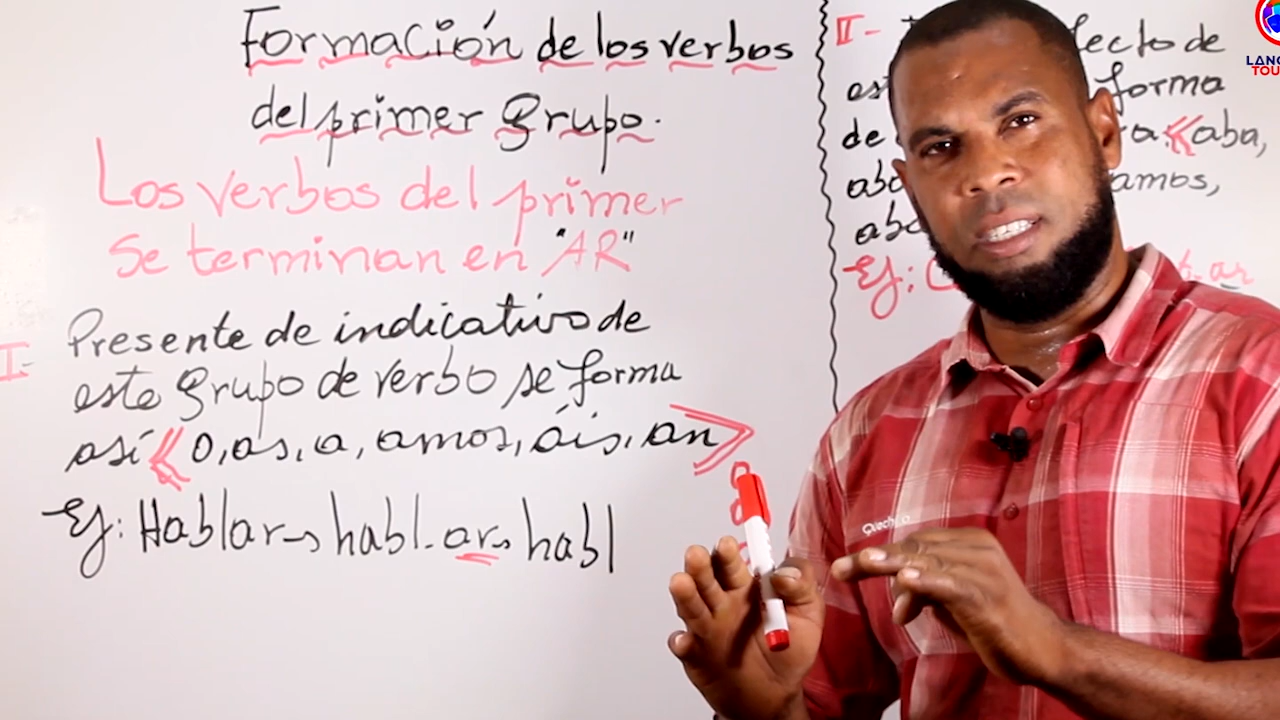 Formación de los verbos
del primer grupo.
Los verbos del primer
se terminan en "AR"
I- Presente de indicativo de
este grupo de verbo se forma
así « o, as, a, amos, áis, an »
Ej: Hablar → habl-ar → habl
II-
de
forma
de aba,
amos,
Ej: ar